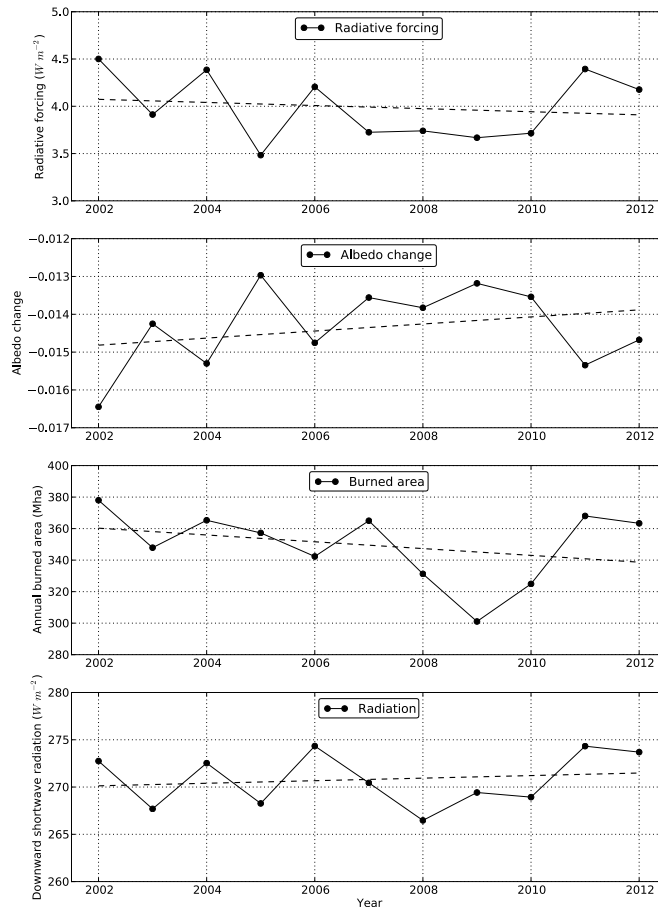 5.0
Radiative forcing
4.5
4.0
3.5
3.0
Radiative forcing (W m⁻²)
2002 2004 2006 2008 2010 2012
−0.012
Albedo change
−0.013
−0.014
−0.015
−0.016
−0.017
Albedo change
2002 2004 2006 2008 2010 2012
400
Burned area
380
360
340
320
300
280
Annual burned area (Mha)
2002 2004 2006 2008 2010 2012
280
Radiation
275
270
265
260
Downward shortwave radiation (W m⁻²)
2002 2004 2006 2008 2010 2012
Year